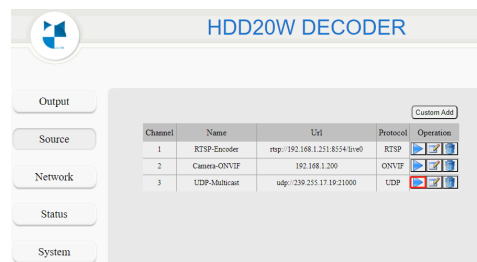 HDD20W DECODER
Output
Source
Network
Status
System
Custom Add
Channel Name Url Protocol Operation
1 RTSP-Encoder rtsp://192.168.1.251:8554/live0 RTSP
2 Camera-ONVIF 192.168.1.200 ONVIF
3 UDP-Multicast udp://239.255.17.19:21000 UDP